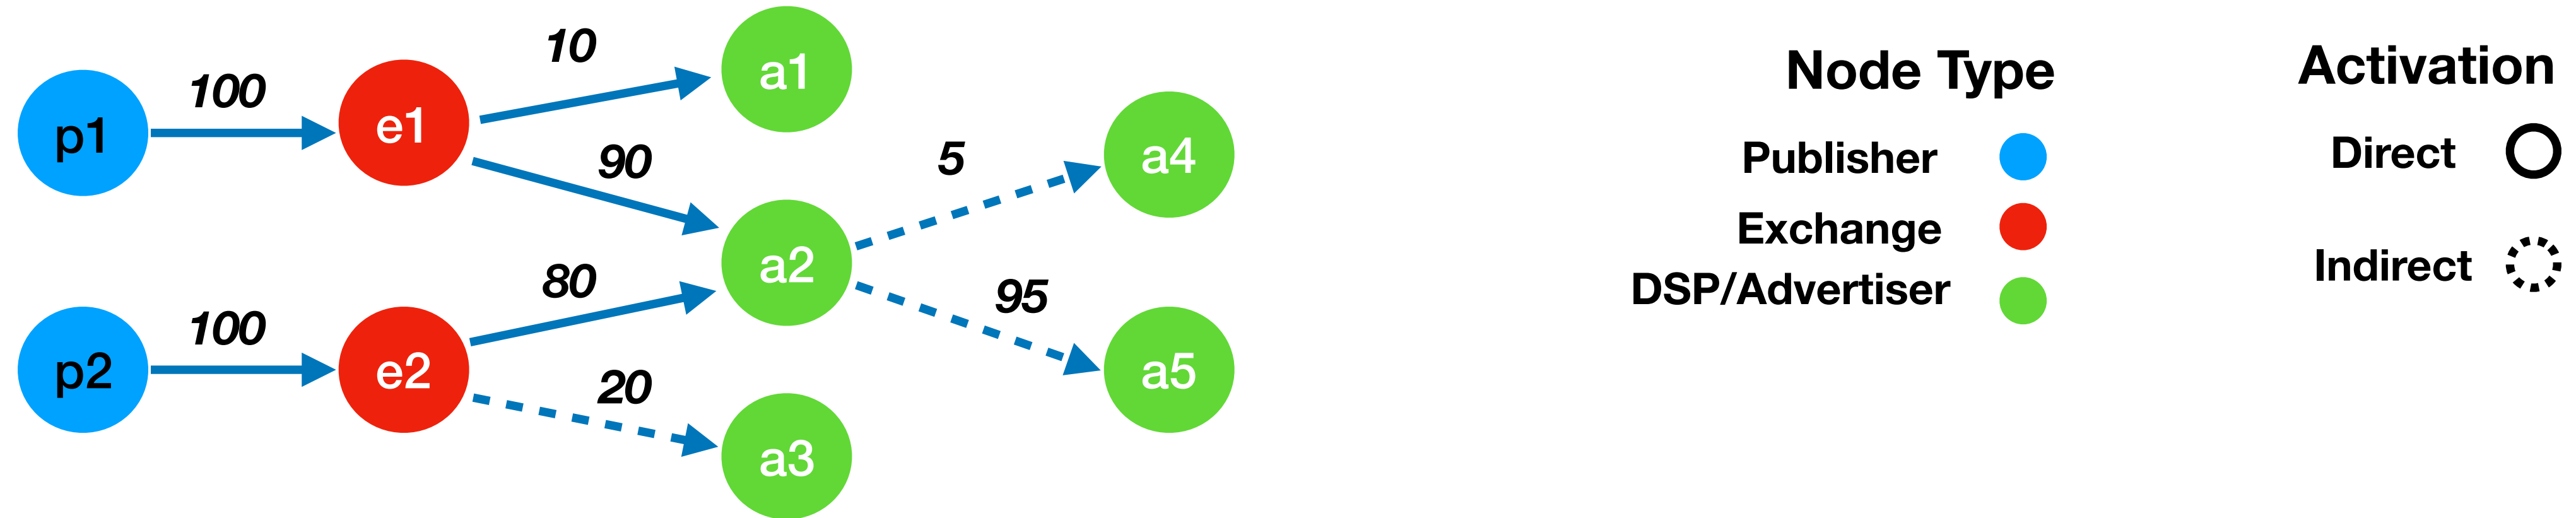 p1
100
e1
10
a1
90
a2
5
a4
95
a5
p2
100
e2
80
20
a3
Node Type
Publisher
Exchange
DSP/Advertiser
Activation
Direct
Indirect